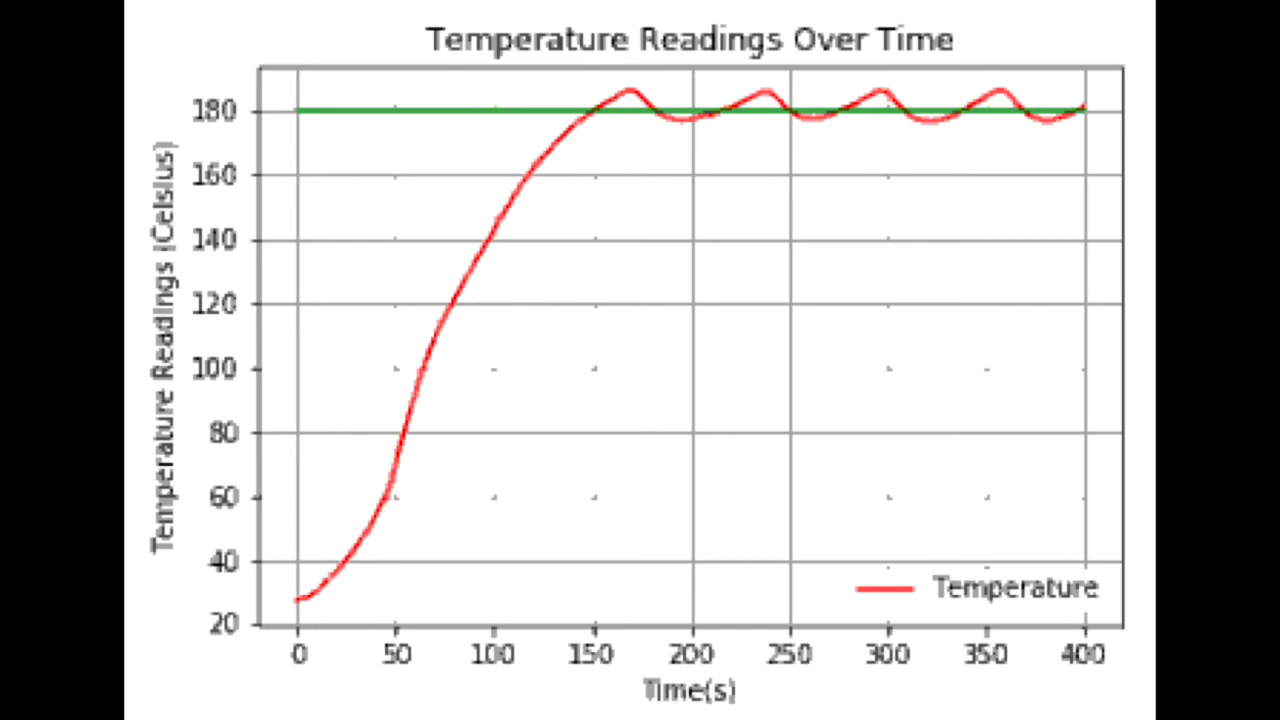 Temperature Readings Over Time
Temperature Readings (Celsius)
180
160
140
120
100
80
60
40
20
Temperature
0 50 100 150 200 250 300 350 400
Time(s)